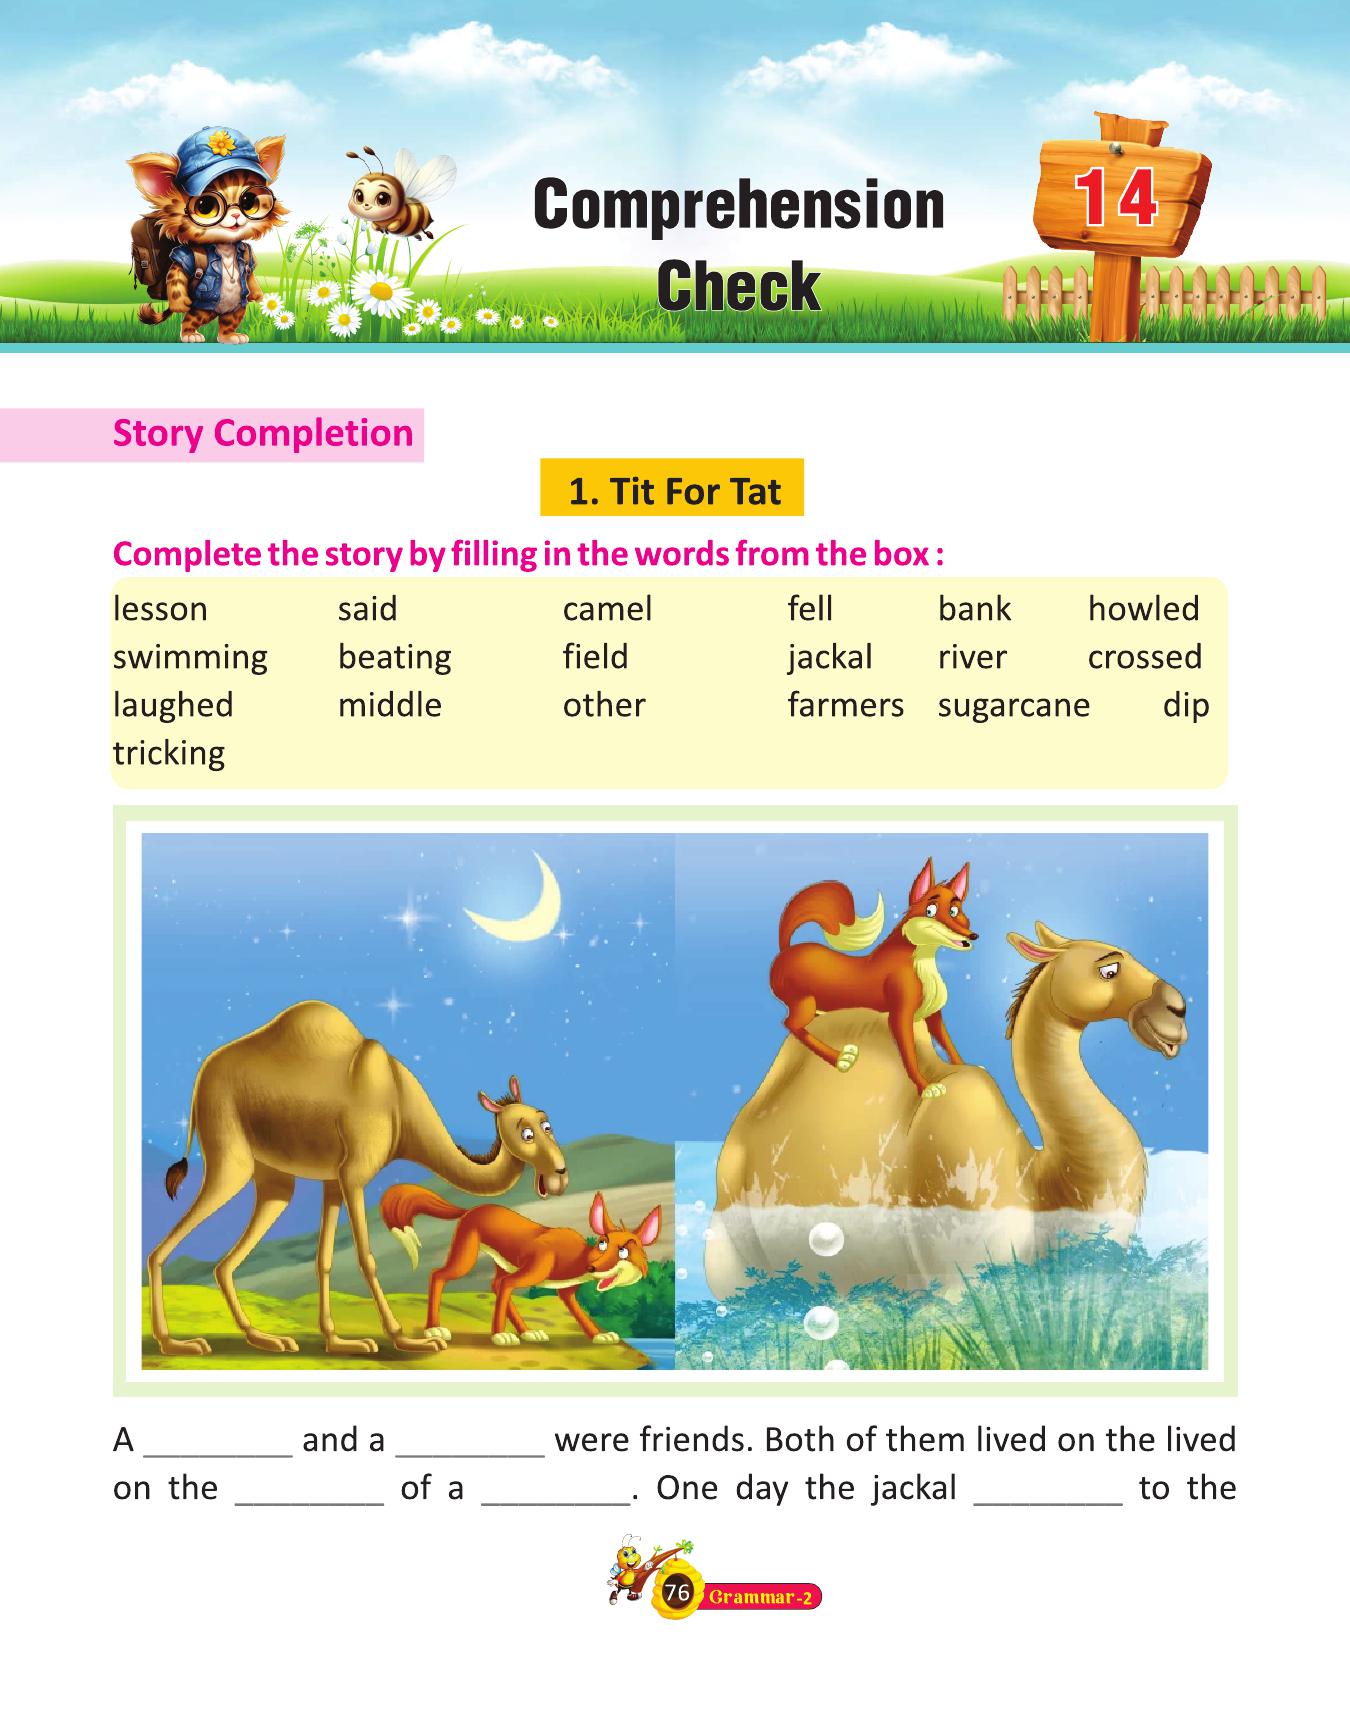 Comprehension
Check
14
Story Completion
1. Tit For Tat
Complete the story by filling in the words from the box :
lesson said camel fell bank howled
swimming beating field jackal river crossed
laughed middle other farmers sugarcane dip
tricking
A ________ and a ________ were friends. Both of them lived on the lived
on the ________ of a ________. One day the jackal ________ to the
76 Grammar-2